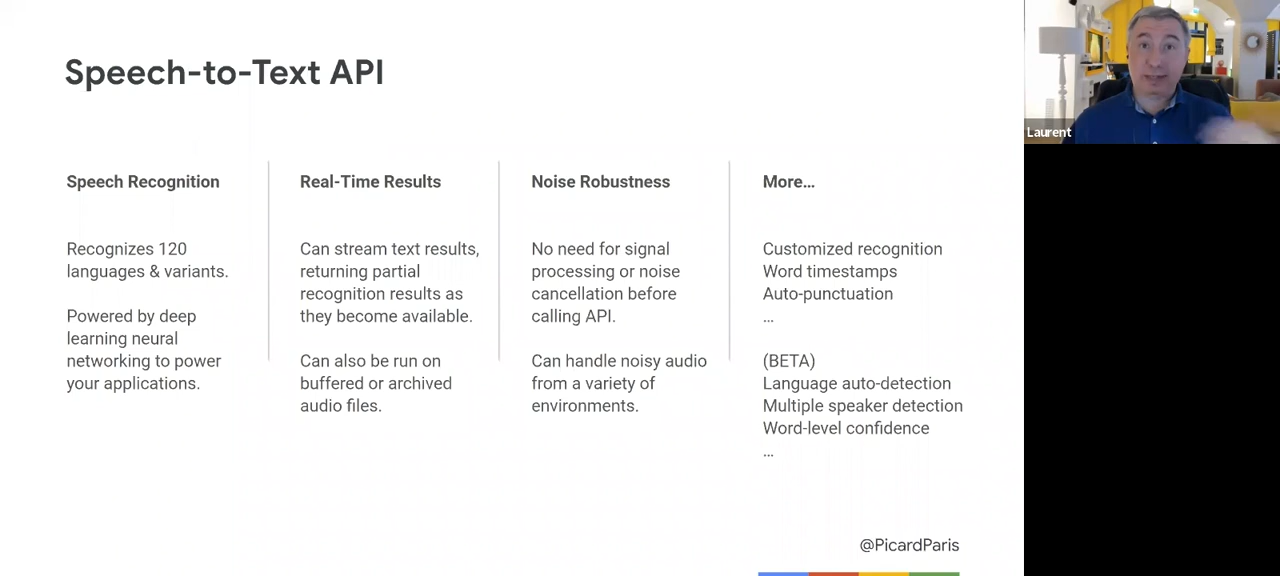 Speech-to-Text API
Laurent
Speech Recognition
Recognizes 120
languages & variants.
Powered by deep
learning neural
networking to power
your applications.
Real-Time Results
Can stream text results,
returning partial
recognition results as
they become available.
Can also be run on
buffered or archived
audio files.
Noise Robustness
No need for signal
processing or noise
cancellation before
calling API.
Can handle noisy audio
from a variety of
environments.
More…
Customized recognition
Word timestamps
Auto-punctuation
…
(BETA)
Language auto-detection
Multiple speaker detection
Word-level confidence
…
@PicardParis